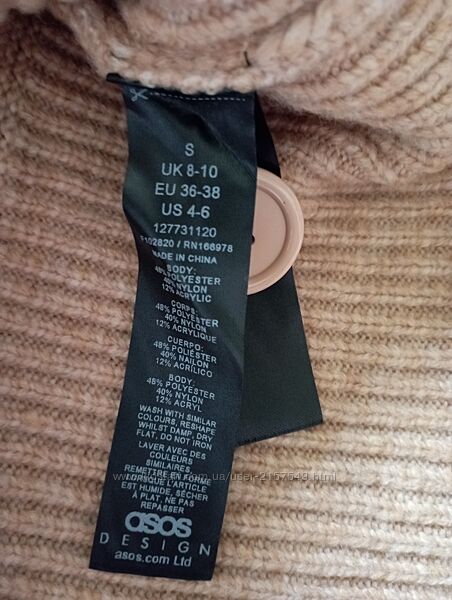 S
UK 8-10
EU 36-38
US 4-6
127731120
F102820 / RN166978
MADE IN CHINA
BODY:
48% POLYESTER
40% NYLON
12% ACRYLIC
CORPS:
48% POLYESTER
40% NYLON
12% ACRYLIQUE
CUERPO:
48% POLIÉSTER
40% NAILON
12% ACRÍLICO
BODY:
48% POLYESTER
40% NYLON
12% ACRYL
WASH WITH SIMILAR
COLOURS, RESHAPE
WHILST DAMP, DRY
FLAT, DO NOT IRON
LAVER AVEC DES
COULEURS
SIMILAIRES,
REMETTRE EN FORME
LORSQUE L'ARTICLE
EST HUMIDE, SÉCHER
À PLAT, NE PAS
REPASSER
asos
DESIGN
asos.com Ltd